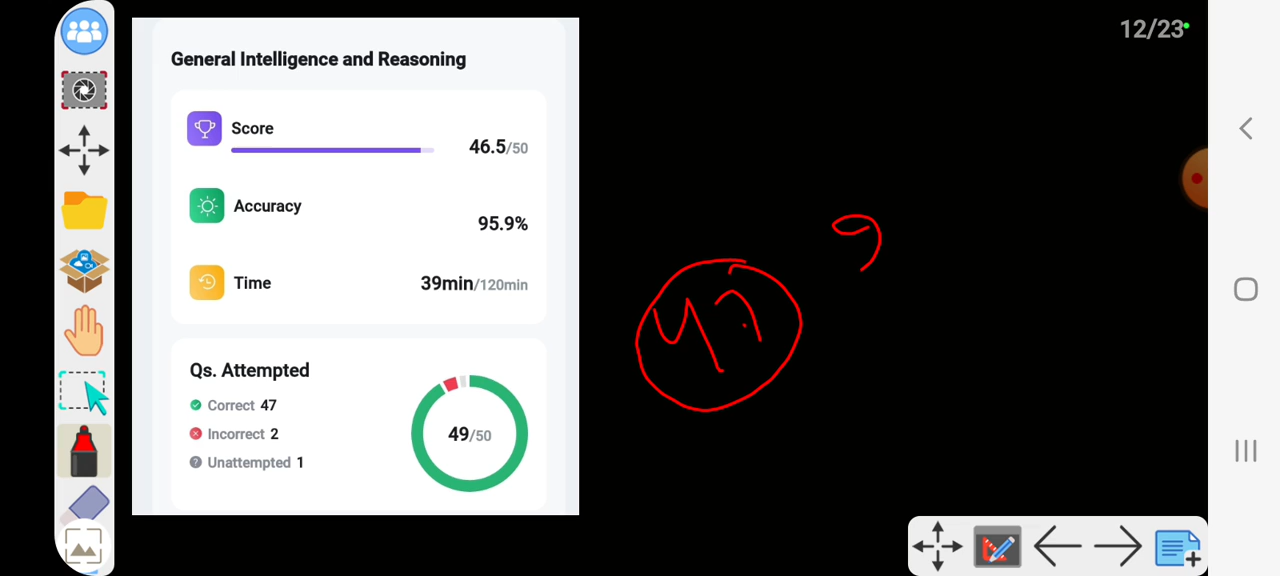 12/23
General Intelligence and Reasoning
Score
46.5/50
Accuracy
95.9%
Time
39min/120min
Qs. Attempted
Correct 47
Incorrect 2
Unattempted 1
49/50